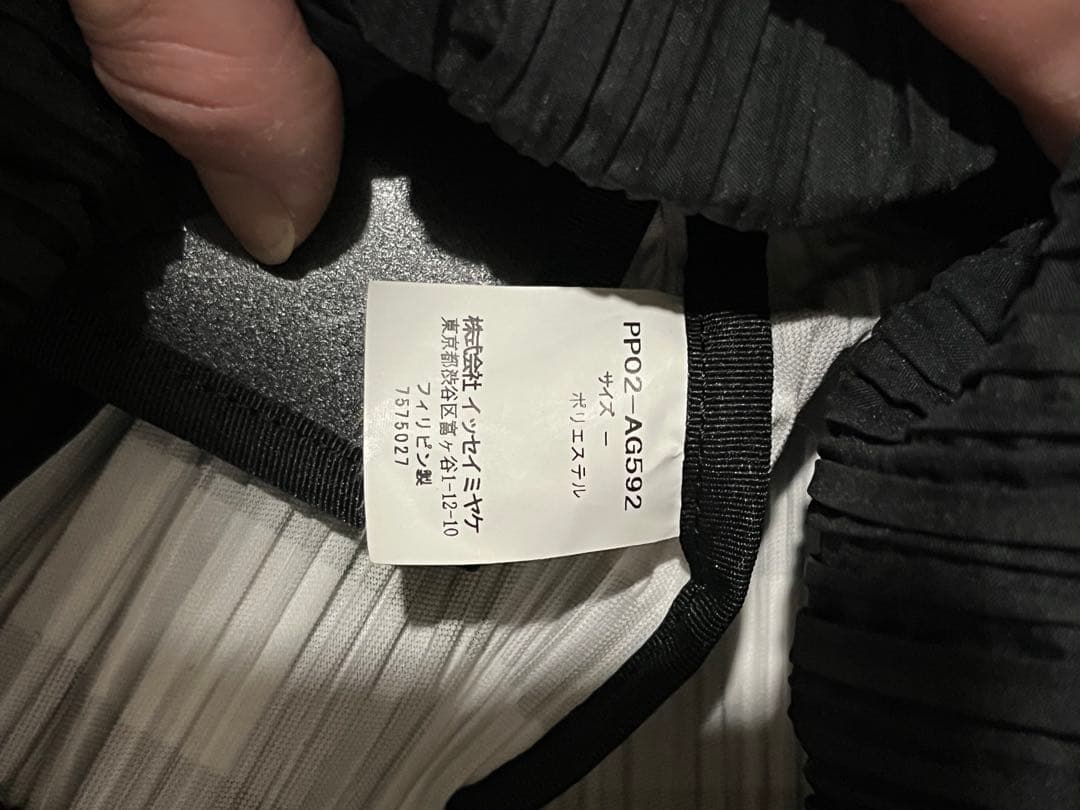 PP02-AG592
サイズ ー
ポリエステル
株式会社 イッセイミヤケ
東京都渋谷区富ヶ谷1-12-10
フィリピン製
7575027